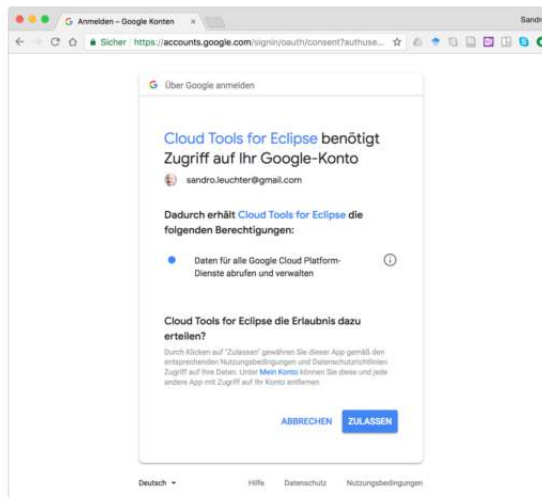 Anmelden – Google Konten
Sandro
Sicher https://accounts.google.com/signin/oauth/consent?authuse...
Über Google anmelden
Cloud Tools for Eclipse benötigt
Zugriff auf Ihr Google-Konto
sandro.leuchter@gmail.com
Dadurch erhält Cloud Tools for Eclipse die
folgenden Berechtigungen:
Daten für alle Google Cloud Platform-
Dienste abrufen und verwalten
Cloud Tools for Eclipse die Erlaubnis dazu
erteilen?
Durch Klicken auf "Zulassen" gewähren Sie dieser App gemäß den
entsprechenden Nutzungsbedingungen und Datenschutzrichtlinien
Zugriff auf Ihre Daten. Unter Mein Konto können Sie diese und jede
andere App mit Zugriff auf Ihr Konto entfernen
ABBRECHEN ZULASSEN
Deutsch Hilfe Datenschutz Nutzungsbedingungen